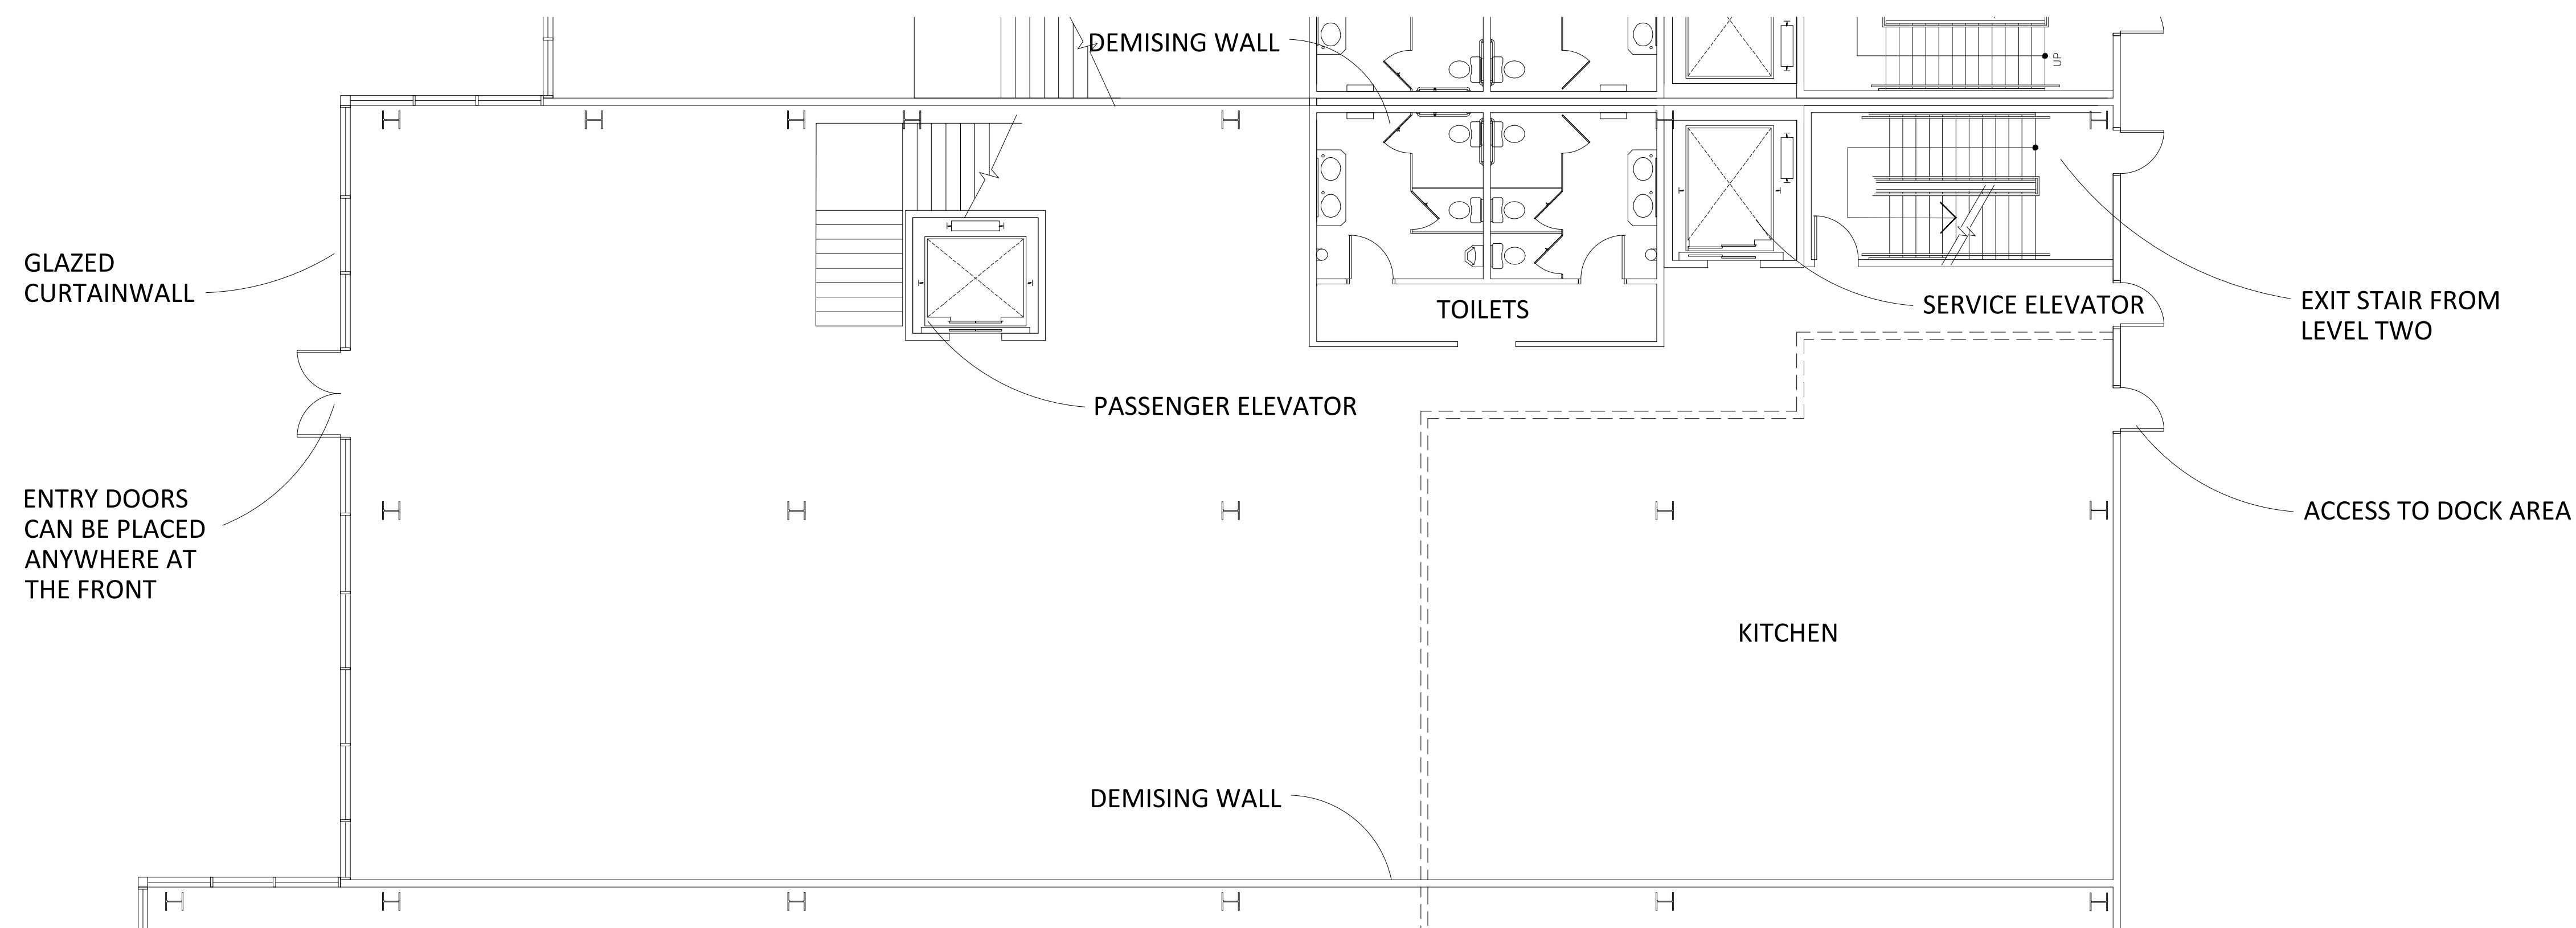 DEMISING WALL
UP
GLAZED
CURTAINWALL
TOILETS
SERVICE ELEVATOR
EXIT STAIR FROM
LEVEL TWO
PASSENGER ELEVATOR
ENTRY DOORS
CAN BE PLACED
ANYWHERE AT
THE FRONT
ACCESS TO DOCK AREA
KITCHEN
DEMISING WALL